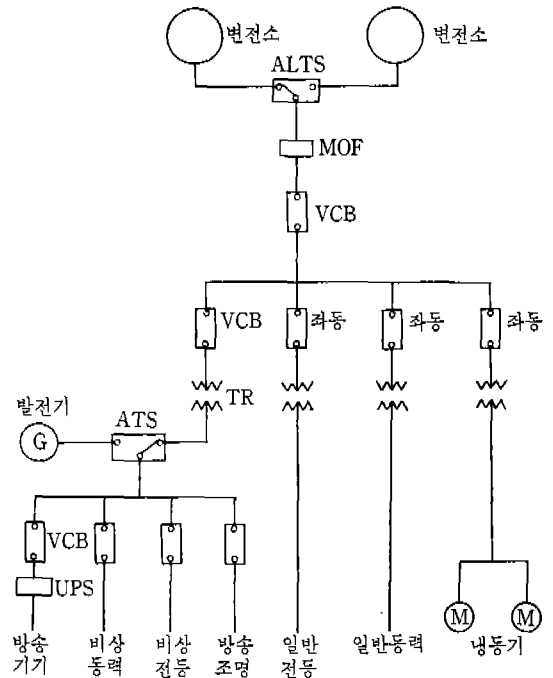 변전소
변전소
ALTS
MOF
VCB
VCB
좌동
좌동
좌동
TR
발전기
ATS
G
VCB
UPS
M
M
방송
기기
비상
동력
비상
전등
방송
조명
일반
전등
일반동력
냉동기